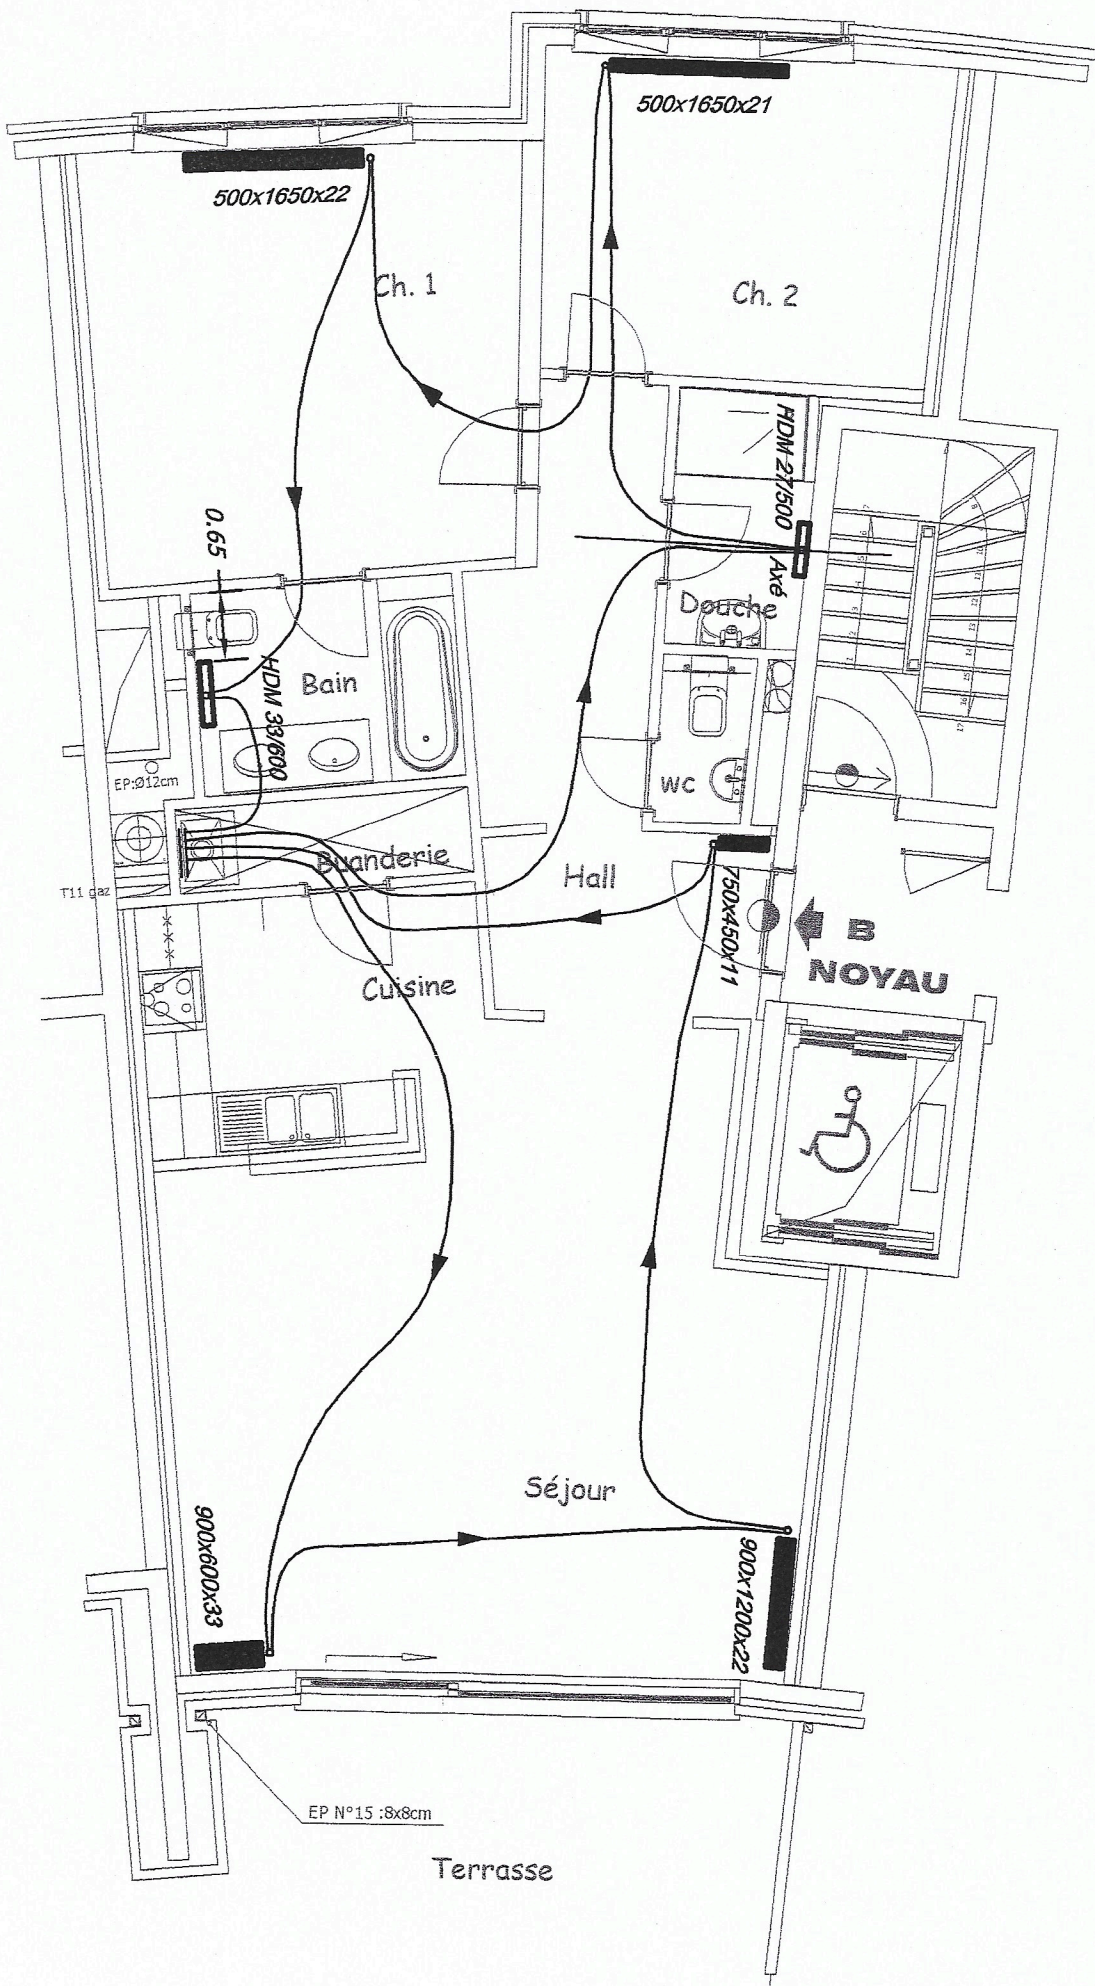 500x1650x21
500x1650x22
Ch. 1
Ch. 2
HDM 27/500
Axé
0.65
Douche
HDM 33/600
Bain
EP:Ø12cm
WC
Buanderie
T11 gaz
Hall
750x450x11
B
NOYAU
Cuisine
Séjour
900x600x33
900x1200x22
EP N°15 :8x8cm
Terrasse